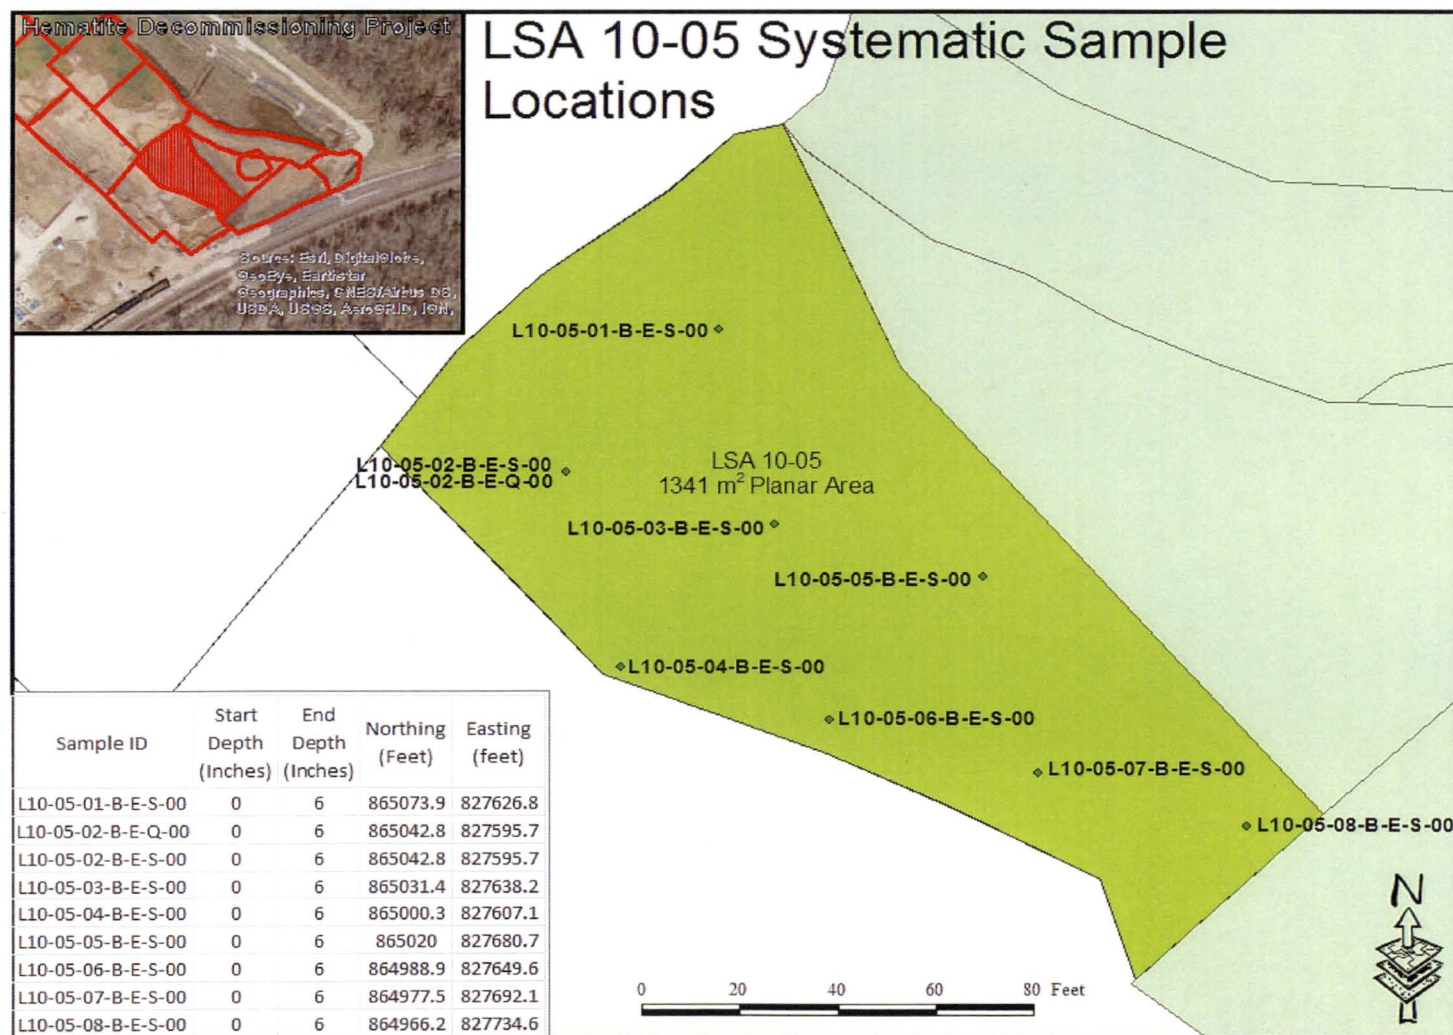 Hematite Decommissioning Project
LSA 10-05 Systematic Sample
Locations
Source: Esri, DigitalGlobe,
GeoEye, Earthstar
Geographics, CNES/Airbus DS,
USDA, USGS, AeroGRID, IGN,
L10-05-01-B-E-S-00
L10-05-02-B-E-S-00
L10-05-02-B-E-Q-00
LSA 10-05
1341 m² Planar Area
L10-05-03-B-E-S-00
L10-05-05-B-E-S-00
L10-05-04-B-E-S-00
L10-05-06-B-E-S-00
L10-05-07-B-E-S-00
L10-05-08-B-E-S-00
Sample ID Start Depth (Inches) End Depth (Inches) Northing (Feet) Easting (feet)
L10-05-01-B-E-S-00 0 6 865073.9 827626.8
L10-05-02-B-E-Q-00 0 6 865042.8 827595.7
L10-05-02-B-E-S-00 0 6 865042.8 827595.7
L10-05-03-B-E-S-00 0 6 865031.4 827638.2
L10-05-04-B-E-S-00 0 6 865000.3 827607.1
L10-05-05-B-E-S-00 0 6 865020 827680.7
L10-05-06-B-E-S-00 0 6 864988.9 827649.6
L10-05-07-B-E-S-00 0 6 864977.5 827692.1
L10-05-08-B-E-S-00 0 6 864966.2 827734.6
0 20 40 60 80 Feet
N